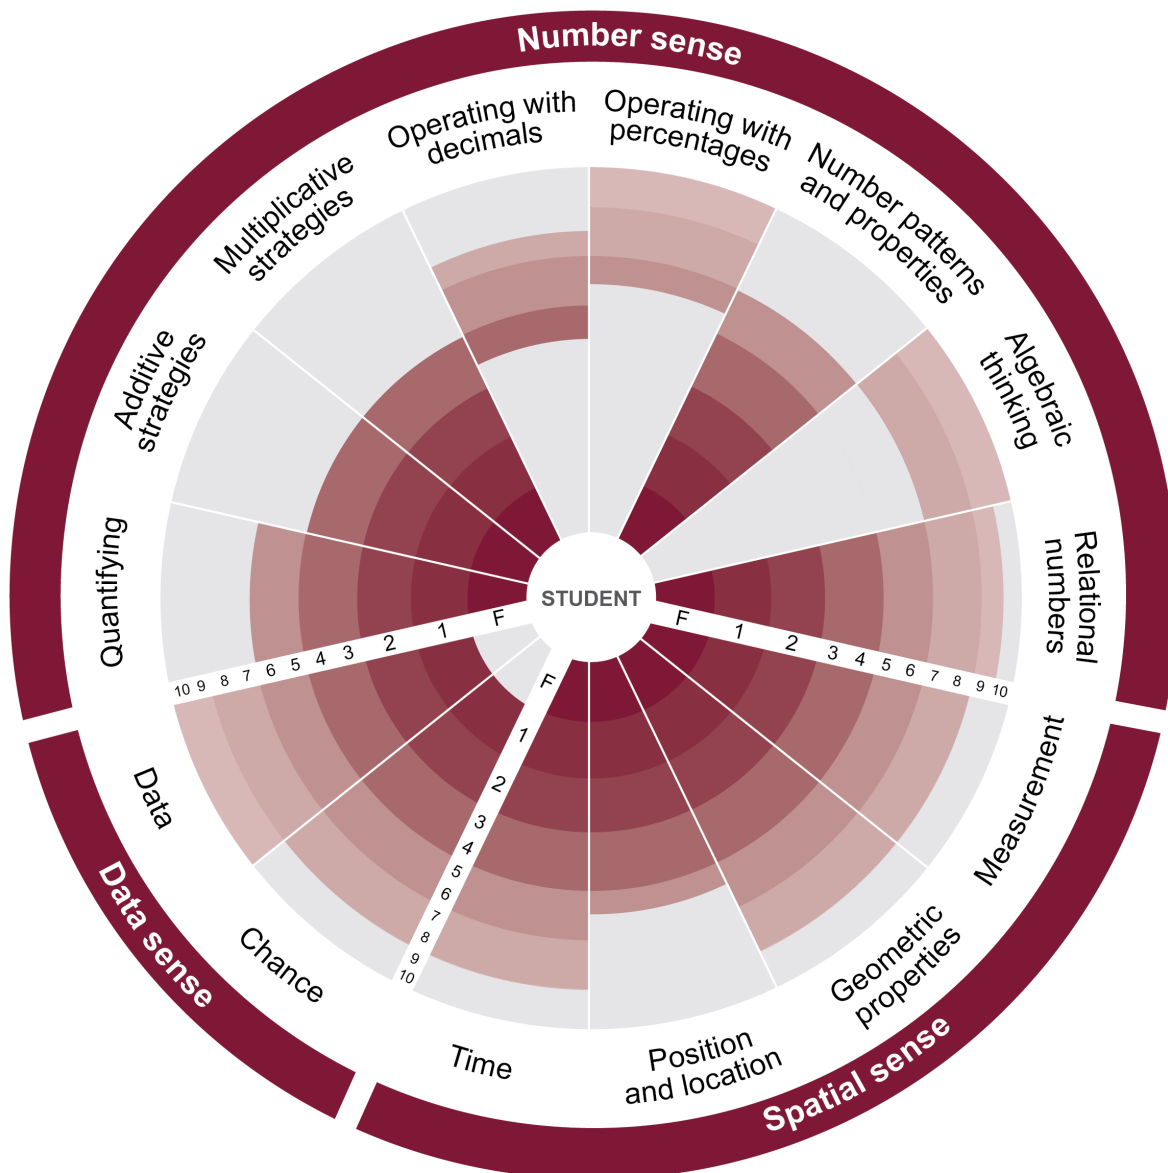 Number sense
Operating with
decimals
Operating with
percentages
Number patterns
and properties
Multiplicative
strategies
Algebraic
thinking
Additive
strategies
Relational
numbers
Quantifying
STUDENT
F
1
2
3
4
5
6
7
8
9
10
F
1
2
3
4
5
6
7
8
9
10
F
1
2
3
4
5
6
7
8
9
10
Measurement
Geometric
properties
Spatial sense
Position
and location
Time
Chance
Data
Data sense